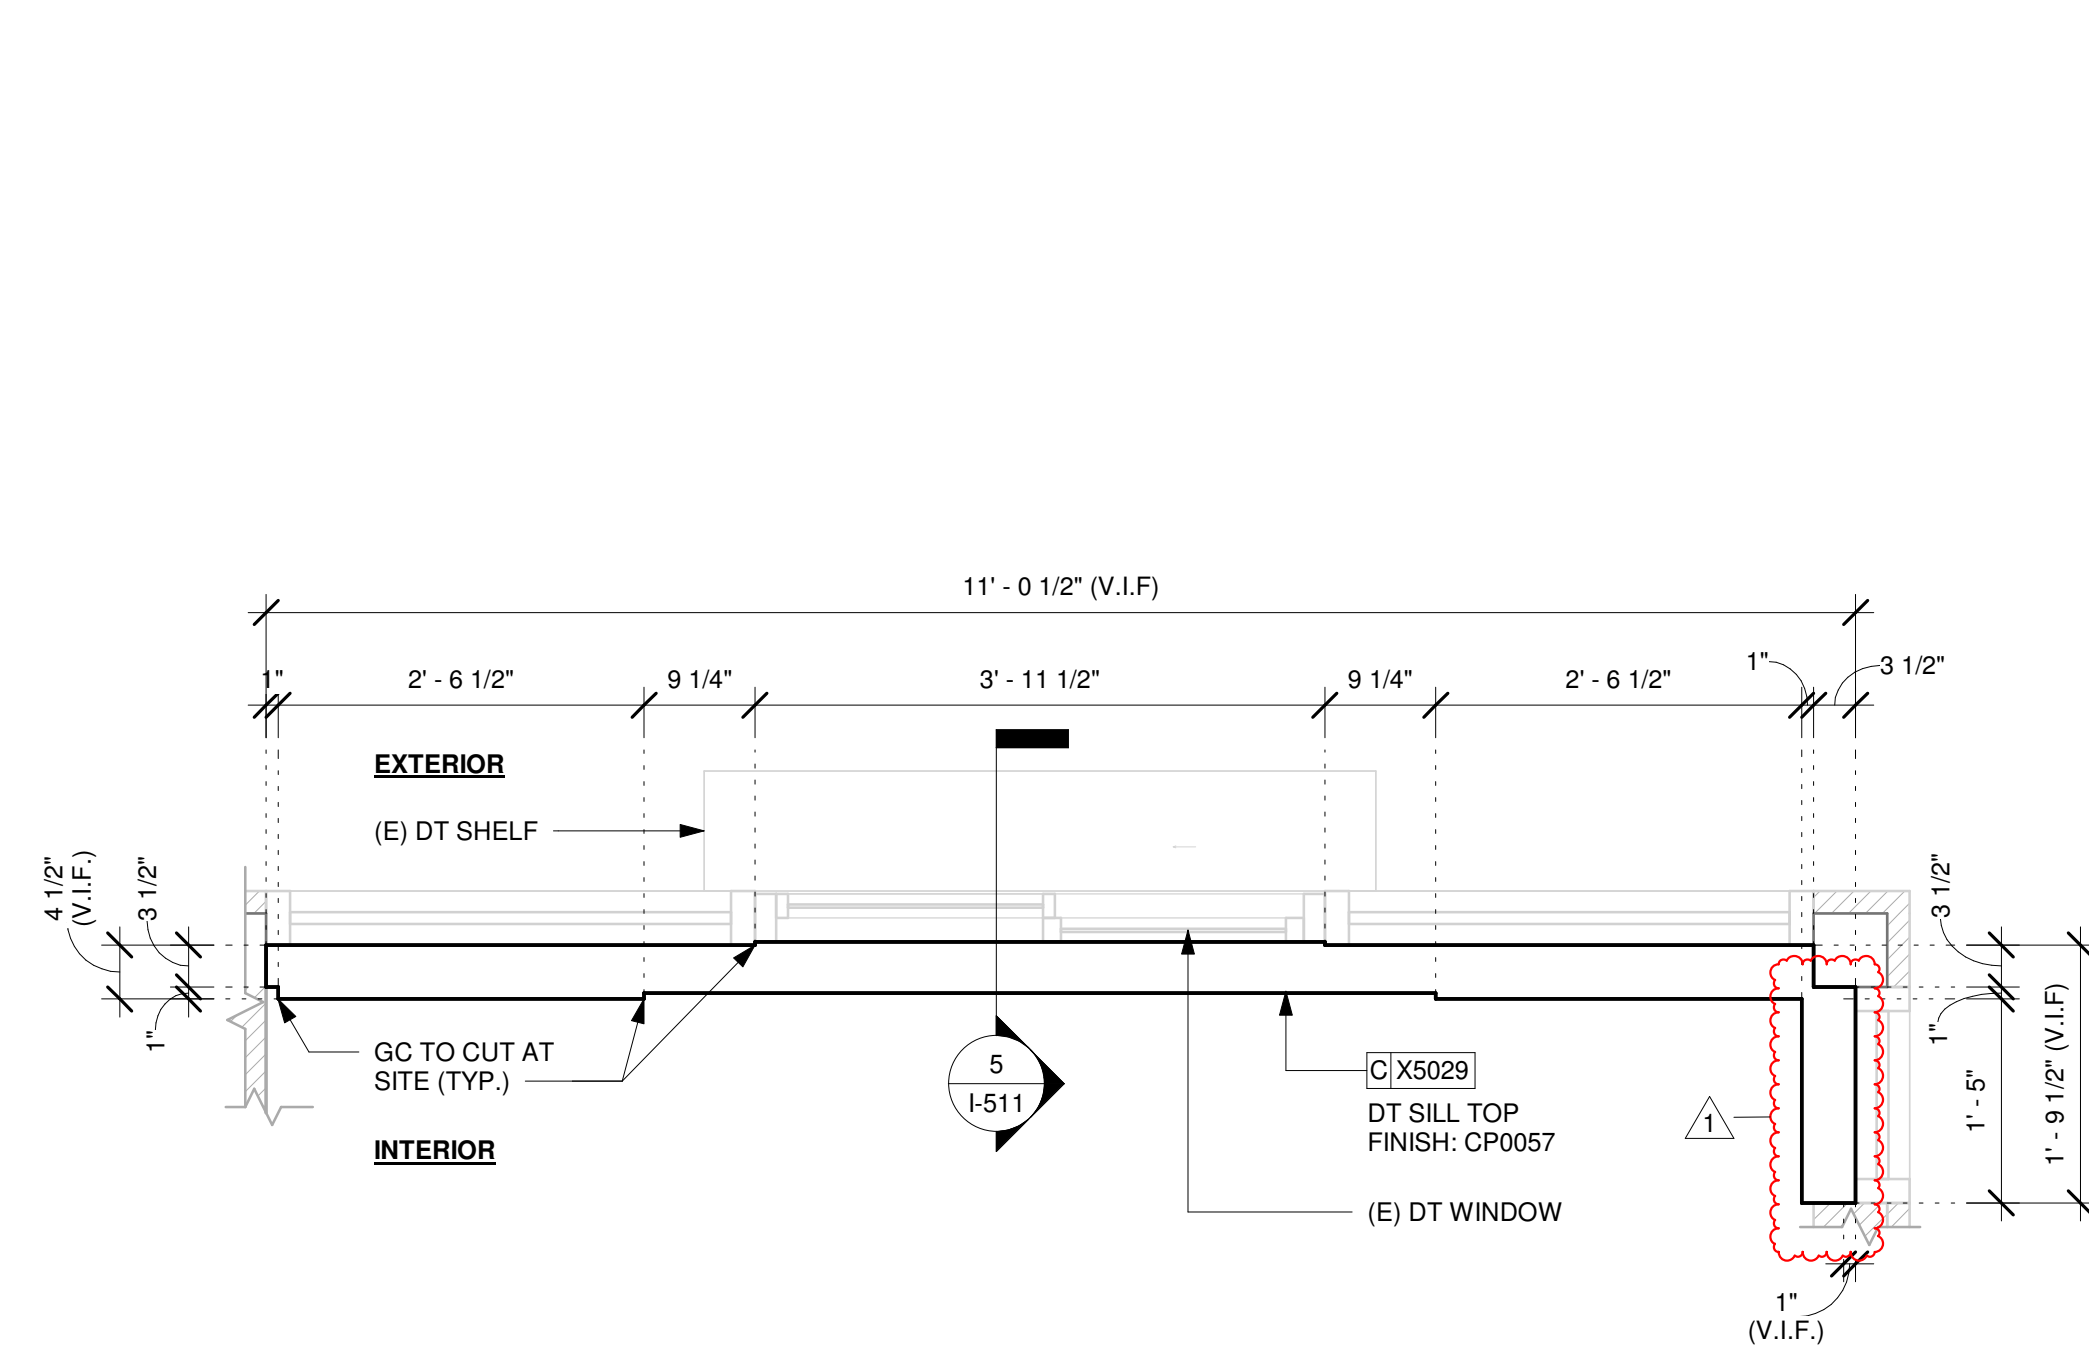 11' - 0 1/2" (V.I.F)
1"
2' - 6 1/2"
9 1/4"
3' - 11 1/2"
9 1/4"
2' - 6 1/2"
1"
3 1/2"
EXTERIOR
(E) DT SHELF
4 1/2"
(V.I.F.)
3 1/2"
1"
GC TO CUT AT
SITE (TYP.)
INTERIOR
5
I-511
C X5029
DT SILL TOP
FINISH: CP0057
(E) DT WINDOW
1
3 1/2"
1"
1' - 5"
1' - 9 1/2" (V.I.F)
1"
(V.I.F.)